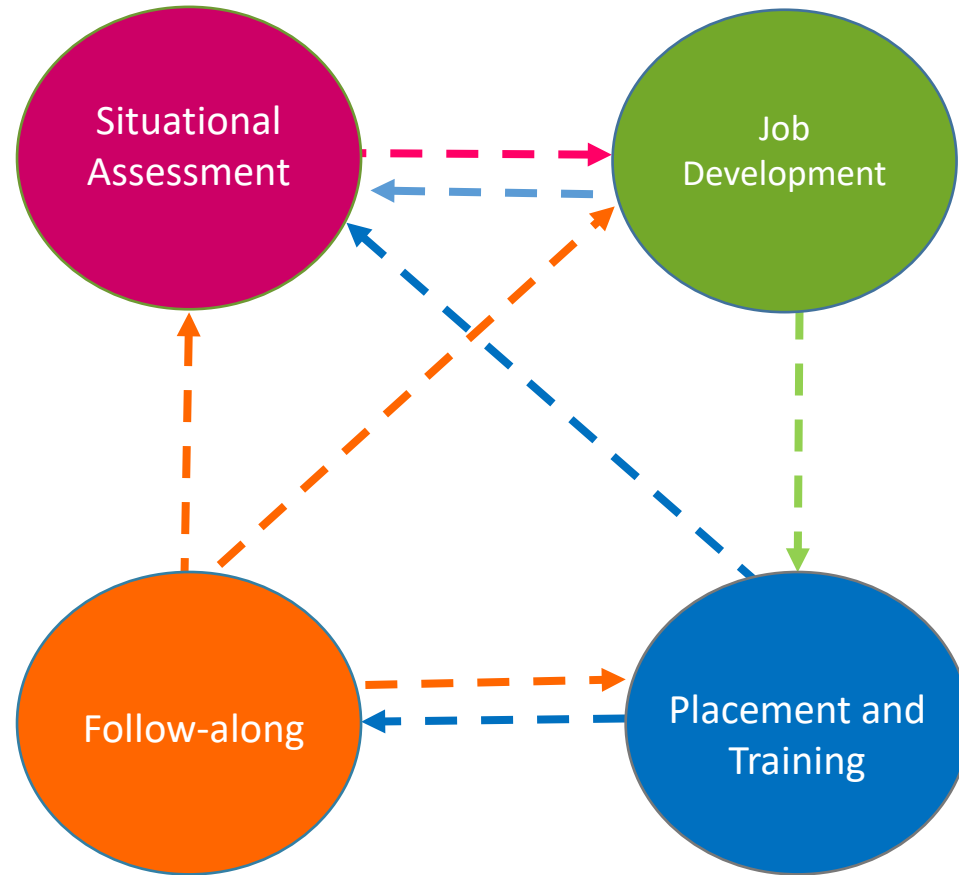 Situational
Assessment
Job
Development
Follow-along
Placement and
Training